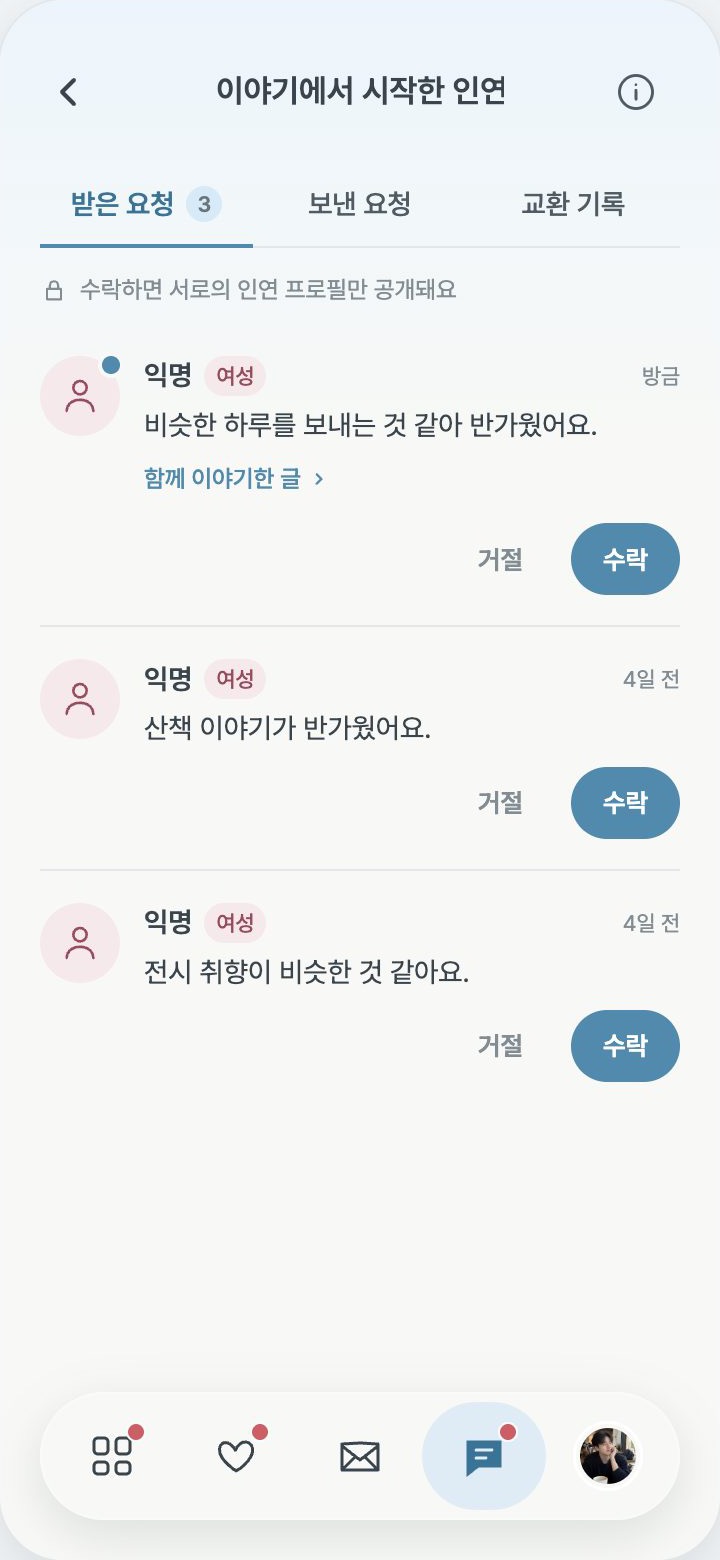 이야기에서 시작한 인연
받은 요청 3 보낸 요청 교환 기록
수락하면 서로의 인연 프로필만 공개돼요
익명 여성 방금
비슷한 하루를 보내는 것 같아 반가웠어요.
함께 이야기한 글 >
거절 수락
익명 여성 4일 전
산책 이야기가 반가웠어요.
거절 수락
익명 여성 4일 전
전시 취향이 비슷한 것 같아요.
거절 수락